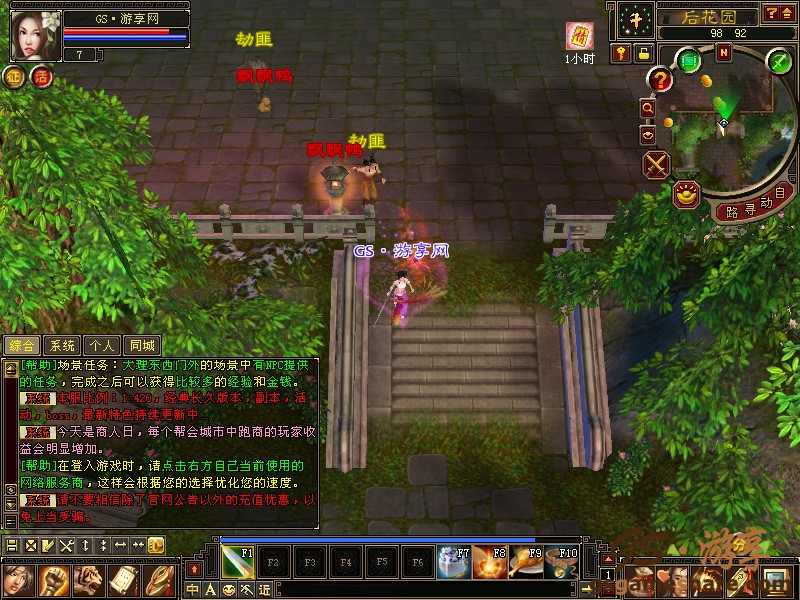 GS·游享网
7
征 活
劫匪
飘飘鸭
1小时
后花园
98 92
N
劫匪
飘飘鸭
GS·游享网
自动寻路
综合 系统 个人 同城
[帮助]场景任务：大理东西门外的场景中有NPC提供
的任务，完成之后可以获得比较多的经验和金钱。
系统 本服比例：1:420，经典长久版本，副本，活
动，boss，最新特色持续更新中
系统 今天是商人日，每个帮会城市中跑商的玩家收
益会明显增加。
[帮助]在登入游戏时，请点击右方自己当前使用的
网络服务商，这样会根据您的选择优化您的速度。
系统 请不要相信除了官网公告以外的充值优惠，以
免上当受骗。
F1 F2 F3 F4 F5 F6 F7 F8 F9 F10
中 A 近
1
游享